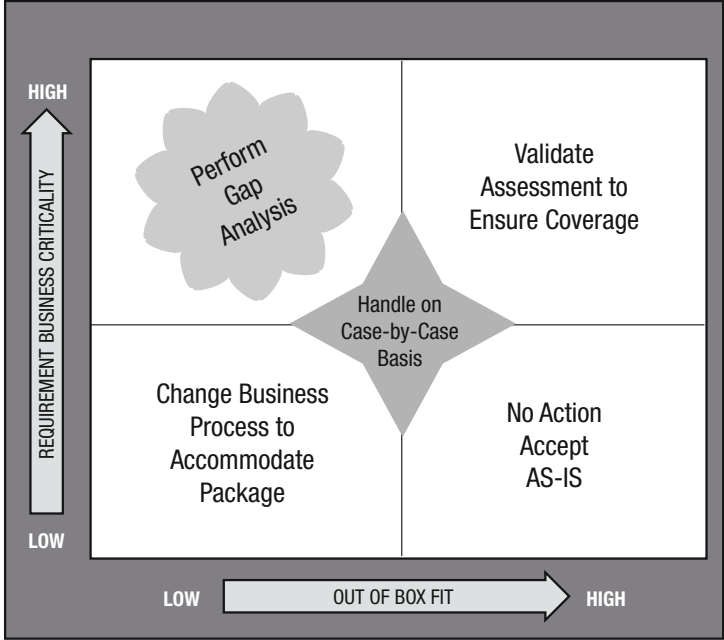 HIGH
REQUIREMENT BUSINESS CRITICALITY
LOW
Perform
Gap
Analysis
Validate
Assessment to
Ensure Coverage
Handle on
Case-by-Case
Basis
Change Business
Process to
Accommodate
Package
No Action
Accept
AS-IS
LOW
OUT OF BOX FIT
HIGH